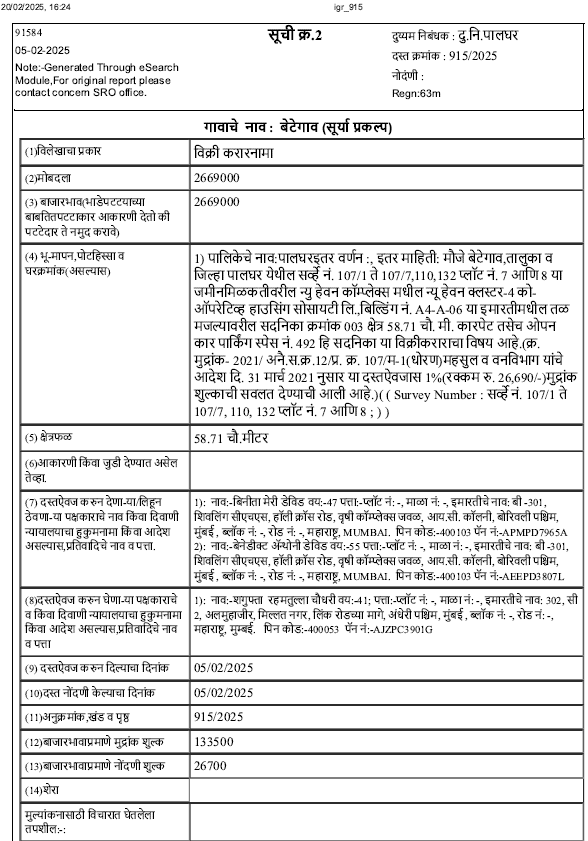 20/02/2025, 16:24
igr_915
91584
05-02-2025
Note:-Generated Through eSearch
Module,For original report please
contact concern SRO office.
सूची क्र.2
दुय्यम निबंधक : दु.नि.पालघर
दस्त क्रमांक : 915/2025
नोदंणी :
Regn:63m
गावाचे नाव : बेटेगाव (सूर्या प्रकल्प)
(1)विलेखाचा प्रकार
विक्री करारनामा
(2)मोबदला
2669000
(3) बाजारभाव(भाडेपटटयाच्या
बाबतितपटटाकार आकारणी देतो की
पटटेदार ते नमुद करावे)
2669000
(4) भू-मापन,पोटहिस्सा व
घरक्रमांक(असल्यास)
1) पालिकेचे नाव:पालघरइतर वर्णन :, इतर माहिती: मौजे बेटेगाव,तालुका व
जिल्हा पालघर येथील सर्व्हे नं. 107/1 ते 107/7,110,132 प्लॉट नं. 7 आणि 8 या
जमीनमिळकतीवरील न्यु हेवन कॉम्प्लेक्स मधील न्यू हेवन क्लस्टर-4 को-
ऑपरेटिव्ह हाउसिंग सोसायटी लि.,बिल्डिंग नं. A4-A-06 या इमारतीमधील तळ
मजल्यावरील सदनिका क्रमांक 003 क्षेत्र 58.71 चौ. मी. कारपेट तसेच ओपन
कार पार्किंग स्पेस नं. 492 हि सदनिका या विक्रीकराराचा विषय आहे.(क्र.
मुद्रांक- 2021/ अनै.स.क्र.12/प्र. क्र. 107/म-1(धोरण)महसुल व वनविभाग यांचे
आदेश दि. 31 मार्च 2021 नुसार या दस्तऐवजास 1%(रक्कम रु. 26,690/-)मुद्रांक
शुल्काची सवलत देण्याची आली आहे.)( ( Survey Number : सर्व्हे नं. 107/1 ते
107/7, 110, 132 प्लॉट नं. 7 आणि 8 ; ) )
(5) क्षेत्रफळ
58.71 चौ.मीटर
(6)आकारणी किंवा जुडी देण्यात असेल
तेव्हा.
(7) दस्तऐवज करुन देणा-या/लिहून
ठेवणा-या पक्षकाराचे नाव किंवा दिवाणी
न्यायालयाचा हुकुमनामा किंवा आदेश
असल्यास,प्रतिवादिचे नाव व पत्ता.
1): नाव:-बिनीता मेरी डेविड वय:-47 पत्ता:-प्लॉट नं: -, माळा नं: -, इमारतीचे नाव: बी -301,
शिवलिंग सीएचएस, हॉली क्रॉस रोड, वृषी कॉम्प्लेक्स जवळ, आय.सी. कॉलनी, बोरिवली पश्चिम,
मुंबई , ब्लॉक नं: -, रोड नं: -, महाराष्ट्र, MUMBAI. पिन कोड:-400103 पॅन नं:-APMPD7965A
2): नाव:-बेनेडीक्ट ॲन्थोनी डेविड वय:-55 पत्ता:-प्लॉट नं: -, माळा नं: -, इमारतीचे नाव: बी -301,
शिवलिंग सीएचएस, हॉली क्रॉस रोड, वृषी कॉम्प्लेक्स जवळ, आय.सी. कॉलनी, बोरिवली पश्चिम,
मुंबई , ब्लॉक नं: -, रोड नं: -, महाराष्ट्र, MUMBAI. पिन कोड:-400103 पॅन नं:-AEEPD3807L
(8)दस्तऐवज करुन घेणा-या पक्षकाराचे
व किंवा दिवाणी न्यायालयाचा हुकुमनामा
किंवा आदेश असल्यास,प्रतिवादिचे नाव
व पत्ता
1): नाव:-शगुफ्ता रहमतुल्ला चौधरी वय:-41; पत्ता:-प्लॉट नं: -, माळा नं: -, इमारतीचे नाव: 302, सी
2, अलमुहाजीर, मिल्लत नगर, लिंक रोडच्या मागे, अंधेरी पश्चिम, मुंबई , ब्लॉक नं: -, रोड नं: -,
महाराष्ट्र, मुम्बई. पिन कोड:-400053 पॅन नं:-AJZPC3901G
(9) दस्तऐवज करुन दिल्याचा दिनांक
05/02/2025
(10)दस्त नोंदणी केल्याचा दिनांक
05/02/2025
(11)अनुक्रमांक,खंड व पृष्ठ
915/2025
(12)बाजारभावाप्रमाणे मुद्रांक शुल्क
133500
(13)बाजारभावाप्रमाणे नोंदणी शुल्क
26700
(14)शेरा
मुल्यांकनासाठी विचारात घेतलेला
तपशील:-: